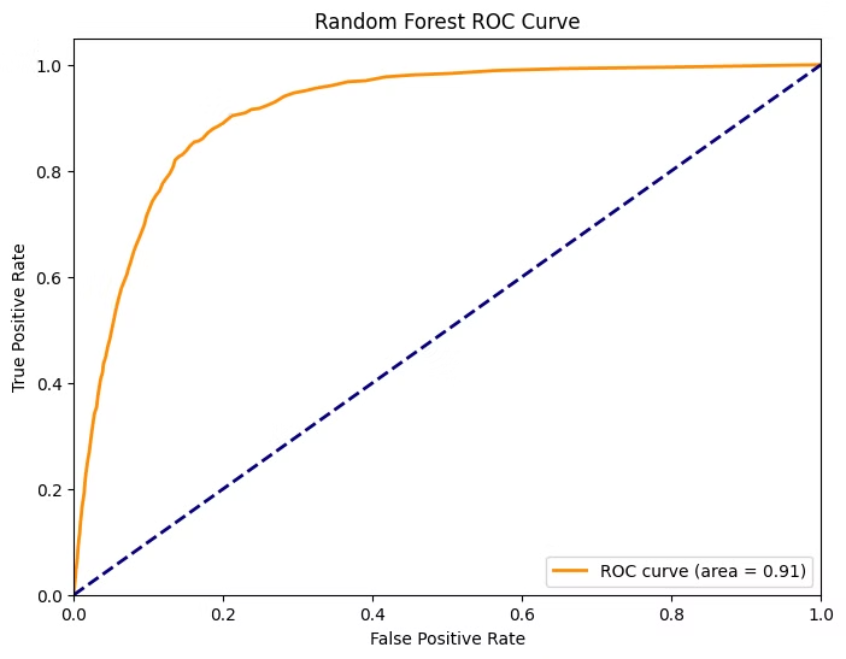 Random Forest ROC Curve
1.0
0.8
0.6
0.4
0.2
0.0
True Positive Rate
ROC curve (area = 0.91)
0.0 0.2 0.4 0.6 0.8 1.0
False Positive Rate